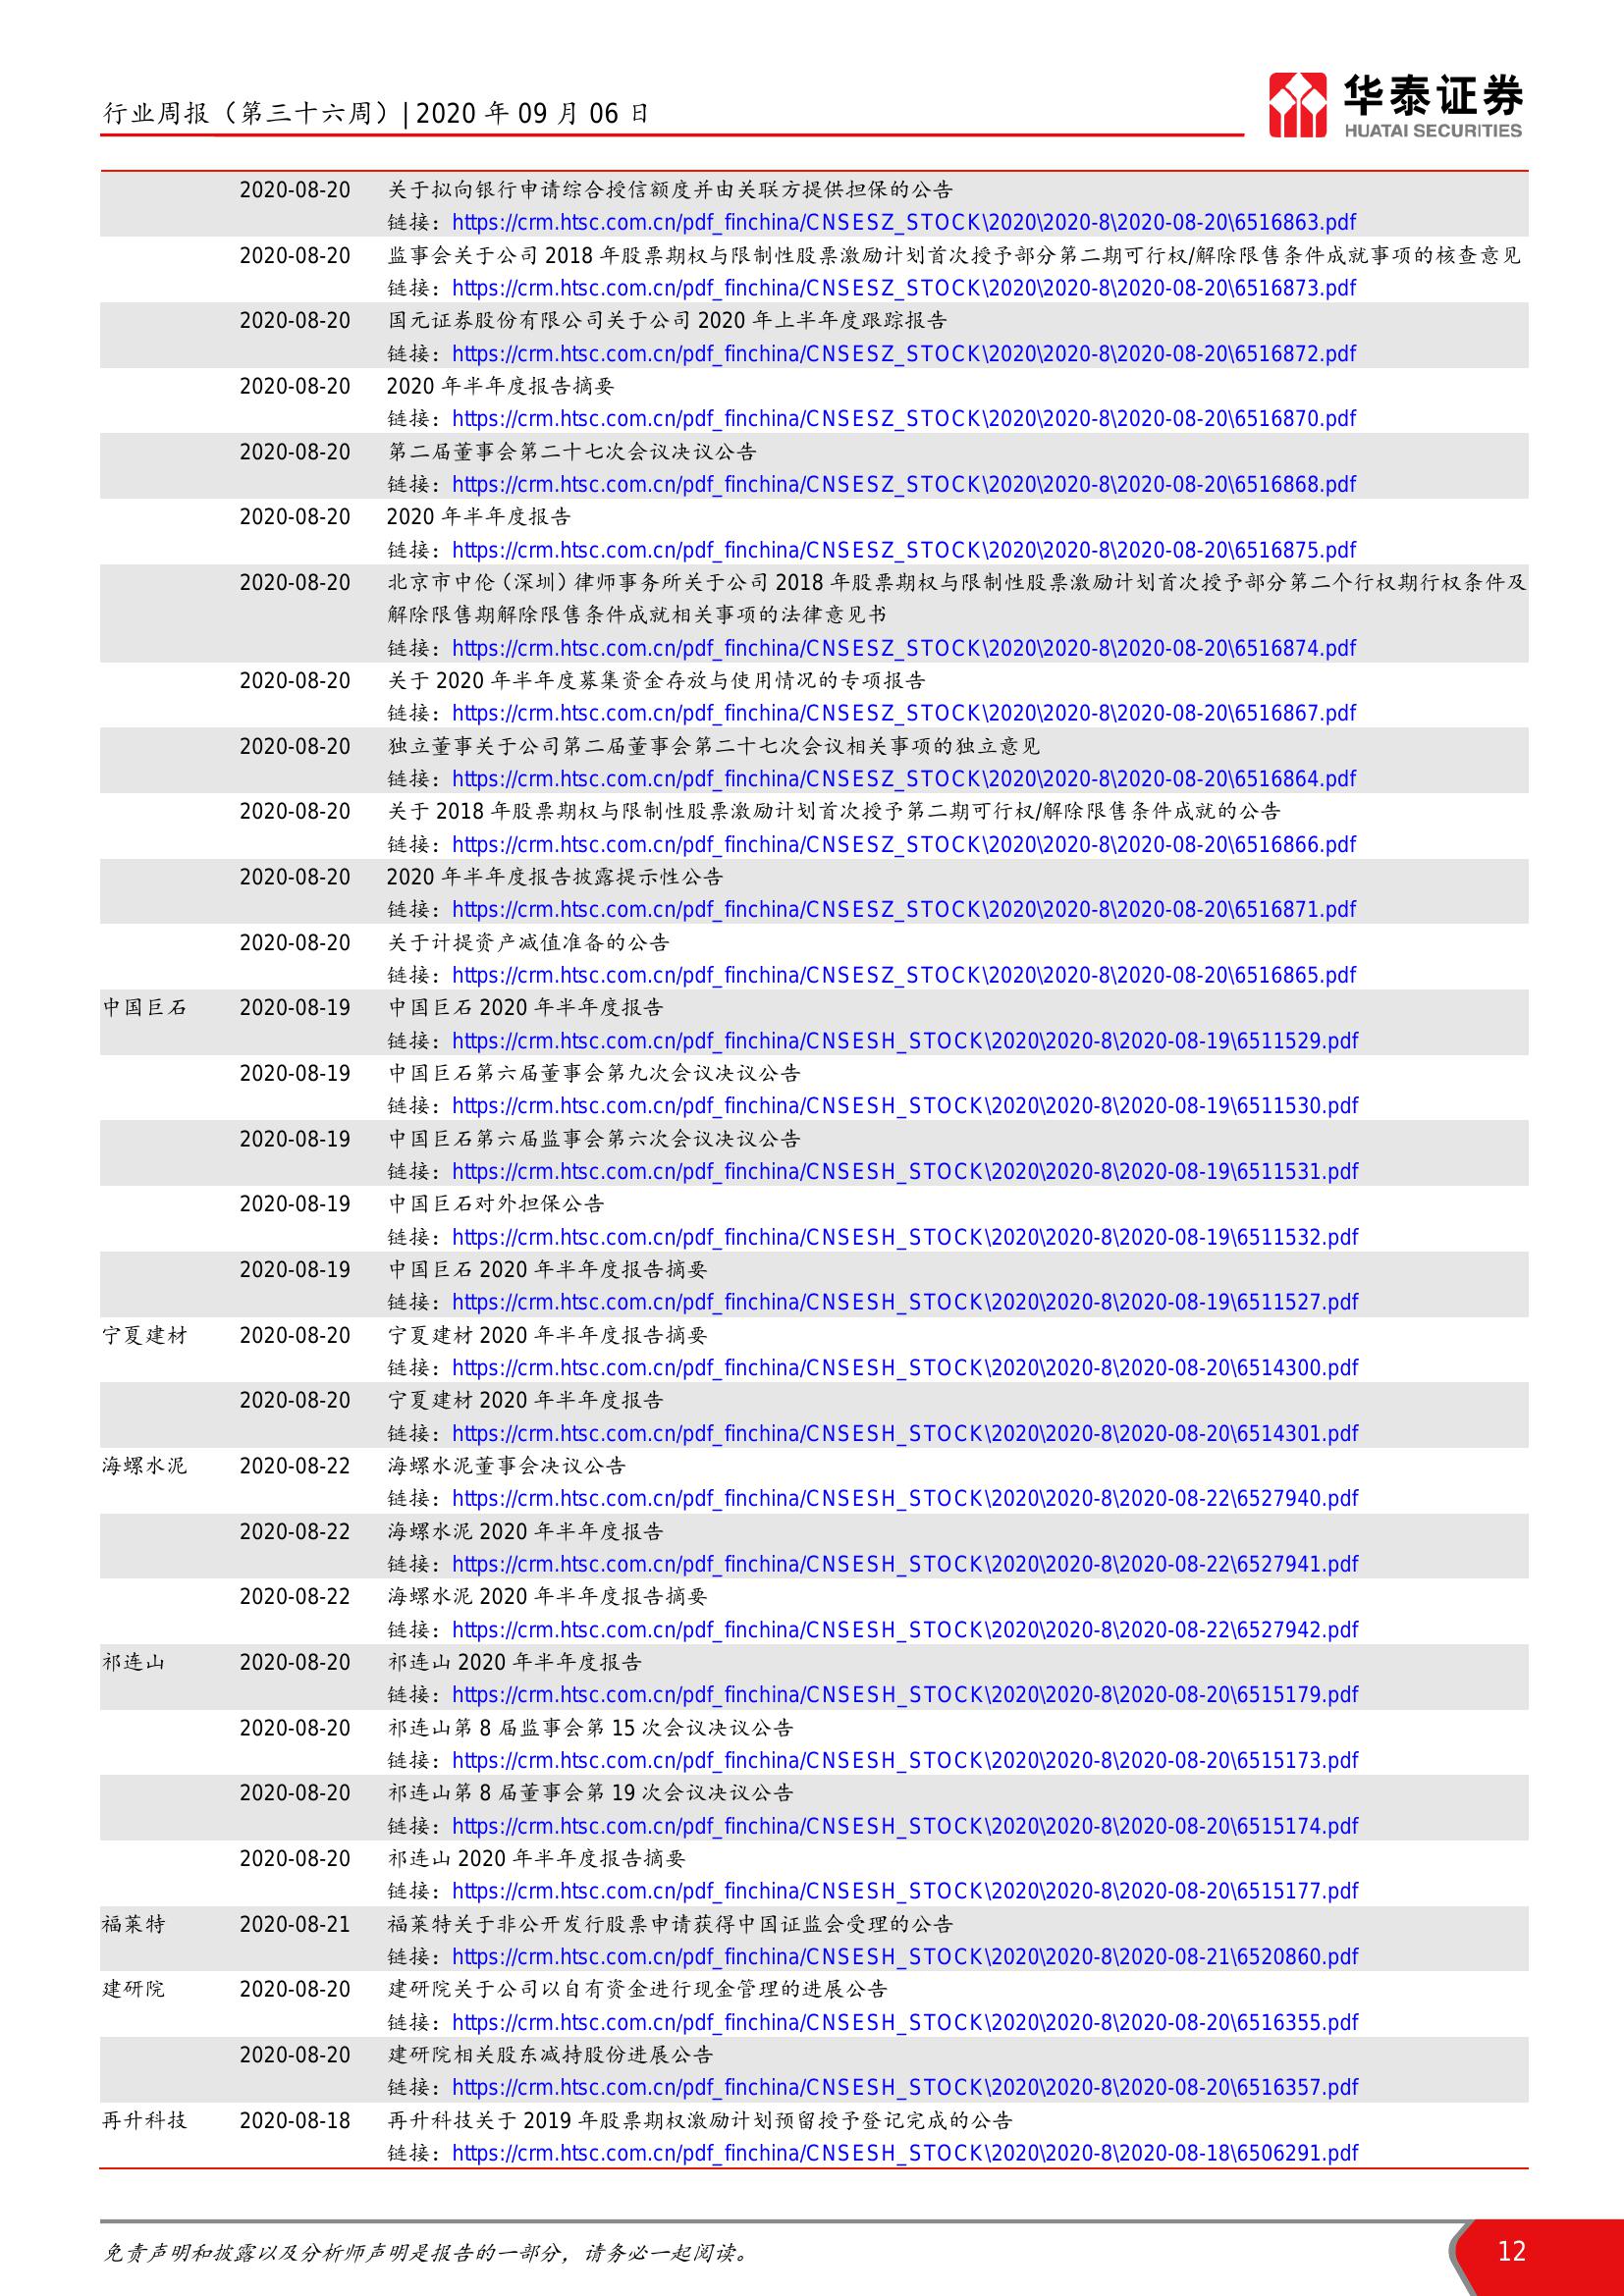 行业周报（第三十六周）| 2020 年 09 月 06 日
华泰证券
HUATAI SECURITIES
2020-08-20 关于拟向银行申请综合授信额度并由关联方提供担保的公告
链接：https://crm.htsc.com.cn/pdf_finchina/CNSESZ_STOCK\2020\2020-8\2020-08-20\6516863.pdf
2020-08-20 监事会关于公司 2018 年股票期权与限制性股票激励计划首次授予部分第二期可行权/解除限售条件成就事项的核查意见
链接：https://crm.htsc.com.cn/pdf_finchina/CNSESZ_STOCK\2020\2020-8\2020-08-20\6516873.pdf
2020-08-20 国元证券股份有限公司关于公司 2020 年上半年度跟踪报告
链接：https://crm.htsc.com.cn/pdf_finchina/CNSESZ_STOCK\2020\2020-8\2020-08-20\6516872.pdf
2020-08-20 2020 年半年度报告摘要
链接：https://crm.htsc.com.cn/pdf_finchina/CNSESZ_STOCK\2020\2020-8\2020-08-20\6516870.pdf
2020-08-20 第二届董事会第二十七次会议决议公告
链接：https://crm.htsc.com.cn/pdf_finchina/CNSESZ_STOCK\2020\2020-8\2020-08-20\6516868.pdf
2020-08-20 2020 年半年度报告
链接：https://crm.htsc.com.cn/pdf_finchina/CNSESZ_STOCK\2020\2020-8\2020-08-20\6516875.pdf
2020-08-20 北京市中伦（深圳）律师事务所关于公司 2018 年股票期权与限制性股票激励计划首次授予部分第二个行权期行权条件及
解除限售期解除限售条件成就相关事项的法律意见书
链接：https://crm.htsc.com.cn/pdf_finchina/CNSESZ_STOCK\2020\2020-8\2020-08-20\6516874.pdf
2020-08-20 关于 2020 年半年度募集资金存放与使用情况的专项报告
链接：https://crm.htsc.com.cn/pdf_finchina/CNSESZ_STOCK\2020\2020-8\2020-08-20\6516867.pdf
2020-08-20 独立董事关于公司第二届董事会第二十七次会议相关事项的独立意见
链接：https://crm.htsc.com.cn/pdf_finchina/CNSESZ_STOCK\2020\2020-8\2020-08-20\6516864.pdf
2020-08-20 关于 2018 年股票期权与限制性股票激励计划首次授予第二期可行权/解除限售条件成就的公告
链接：https://crm.htsc.com.cn/pdf_finchina/CNSESZ_STOCK\2020\2020-8\2020-08-20\6516866.pdf
2020-08-20 2020 年半年度报告披露提示性公告
链接：https://crm.htsc.com.cn/pdf_finchina/CNSESZ_STOCK\2020\2020-8\2020-08-20\6516871.pdf
2020-08-20 关于计提资产减值准备的公告
链接：https://crm.htsc.com.cn/pdf_finchina/CNSESZ_STOCK\2020\2020-8\2020-08-20\6516865.pdf
中国巨石 2020-08-19 中国巨石 2020 年半年度报告
链接：https://crm.htsc.com.cn/pdf_finchina/CNSESH_STOCK\2020\2020-8\2020-08-19\6511529.pdf
2020-08-19 中国巨石第六届董事会第九次会议决议公告
链接：https://crm.htsc.com.cn/pdf_finchina/CNSESH_STOCK\2020\2020-8\2020-08-19\6511530.pdf
2020-08-19 中国巨石第六届监事会第六次会议决议公告
链接：https://crm.htsc.com.cn/pdf_finchina/CNSESH_STOCK\2020\2020-8\2020-08-19\6511531.pdf
2020-08-19 中国巨石对外担保公告
链接：https://crm.htsc.com.cn/pdf_finchina/CNSESH_STOCK\2020\2020-8\2020-08-19\6511532.pdf
2020-08-19 中国巨石 2020 年半年度报告摘要
链接：https://crm.htsc.com.cn/pdf_finchina/CNSESH_STOCK\2020\2020-8\2020-08-19\6511527.pdf
宁夏建材 2020-08-20 宁夏建材 2020 年半年度报告摘要
链接：https://crm.htsc.com.cn/pdf_finchina/CNSESH_STOCK\2020\2020-8\2020-08-20\6514300.pdf
2020-08-20 宁夏建材 2020 年半年度报告
链接：https://crm.htsc.com.cn/pdf_finchina/CNSESH_STOCK\2020\2020-8\2020-08-20\6514301.pdf
海螺水泥 2020-08-22 海螺水泥董事会决议公告
链接：https://crm.htsc.com.cn/pdf_finchina/CNSESH_STOCK\2020\2020-8\2020-08-22\6527940.pdf
2020-08-22 海螺水泥 2020 年半年度报告
链接：https://crm.htsc.com.cn/pdf_finchina/CNSESH_STOCK\2020\2020-8\2020-08-22\6527941.pdf
2020-08-22 海螺水泥 2020 年半年度报告摘要
链接：https://crm.htsc.com.cn/pdf_finchina/CNSESH_STOCK\2020\2020-8\2020-08-22\6527942.pdf
祁连山 2020-08-20 祁连山 2020 年半年度报告
链接：https://crm.htsc.com.cn/pdf_finchina/CNSESH_STOCK\2020\2020-8\2020-08-20\6515179.pdf
2020-08-20 祁连山第 8 届监事会第 15 次会议决议公告
链接：https://crm.htsc.com.cn/pdf_finchina/CNSESH_STOCK\2020\2020-8\2020-08-20\6515173.pdf
2020-08-20 祁连山第 8 届董事会第 19 次会议决议公告
链接：https://crm.htsc.com.cn/pdf_finchina/CNSESH_STOCK\2020\2020-8\2020-08-20\6515174.pdf
2020-08-20 祁连山 2020 年半年度报告摘要
链接：https://crm.htsc.com.cn/pdf_finchina/CNSESH_STOCK\2020\2020-8\2020-08-20\6515177.pdf
福莱特 2020-08-21 福莱特关于非公开发行股票申请获得中国证监会受理的公告
链接：https://crm.htsc.com.cn/pdf_finchina/CNSESH_STOCK\2020\2020-8\2020-08-21\6520860.pdf
建研院 2020-08-20 建研院关于公司以自有资金进行现金管理的进展公告
链接：https://crm.htsc.com.cn/pdf_finchina/CNSESH_STOCK\2020\2020-8\2020-08-20\6516355.pdf
2020-08-20 建研院相关股东减持股份进展公告
链接：https://crm.htsc.com.cn/pdf_finchina/CNSESH_STOCK\2020\2020-8\2020-08-20\6516357.pdf
再升科技 2020-08-18 再升科技关于 2019 年股票期权激励计划预留授予登记完成的公告
链接：https://crm.htsc.com.cn/pdf_finchina/CNSESH_STOCK\2020\2020-8\2020-08-18\6506291.pdf
免责声明和披露以及分析师声明是报告的一部分，请务必一起阅读。
12